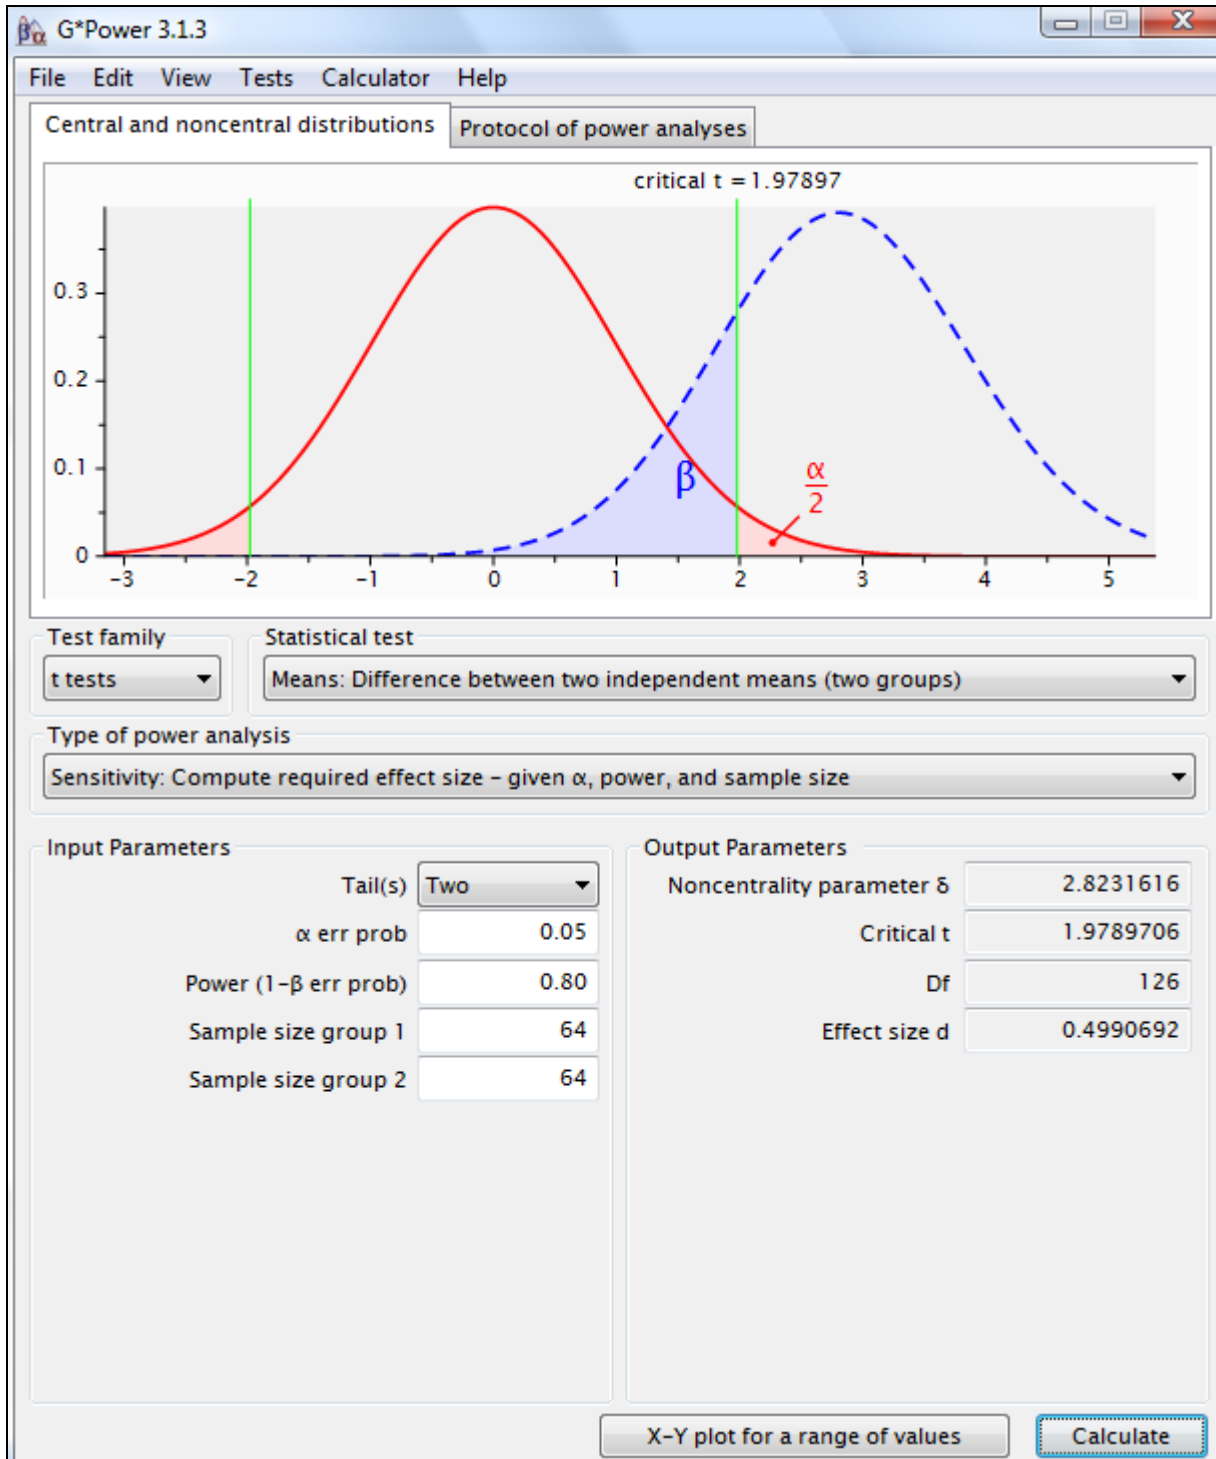 G*Power 3.1.3
File Edit View Tests Calculator Help
Central and noncentral distributions Protocol of power analyses
critical t = 1.97897
0.3
0.2
0.1
0
β
α
2
-3 -2 -1 0 1 2 3 4 5
Test family Statistical test
t tests Means: Difference between two independent means (two groups)
Type of power analysis
Sensitivity: Compute required effect size – given α, power, and sample size
Input Parameters Output Parameters
Tail(s) Two Noncentrality parameter δ 2.8231616
α err prob 0.05 Critical t 1.9789706
Power (1-β err prob) 0.80 Df 126
Sample size group 1 64 Effect size d 0.4990692
Sample size group 2 64
X-Y plot for a range of values Calculate